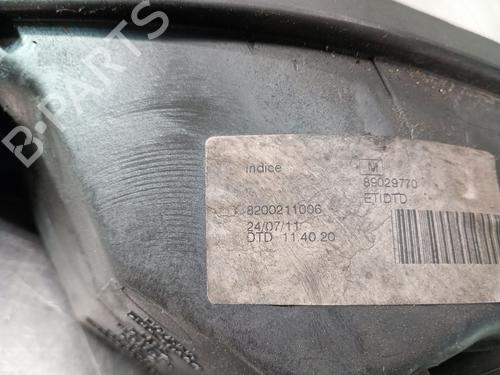 B-PARTS
indice
M
8200211006
89029770
ETIDTD
24/07/11
DTD 11.40.20